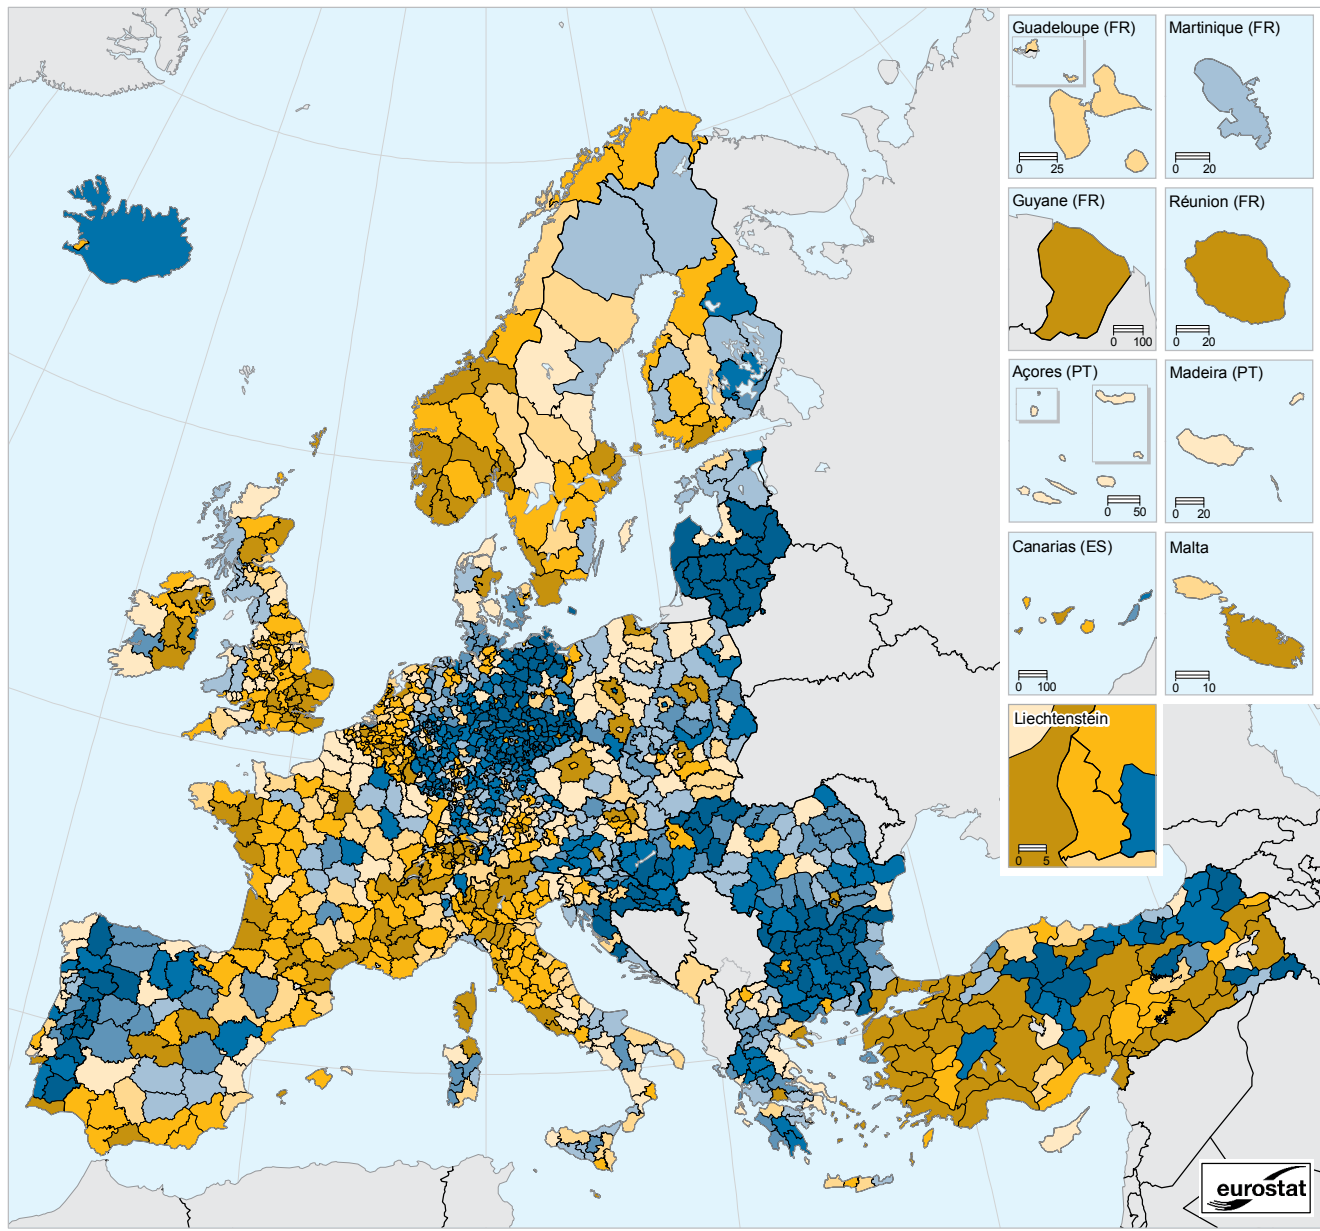 Guadeloupe (FR)
0 25
Martinique (FR)
0 20
Guyane (FR)
0 100
Réunion (FR)
0 20
Açores (PT)
0 50
Madeira (PT)
0 20
Canarias (ES)
0 100
Malta
0 10
Liechtenstein
0 5
eurostat